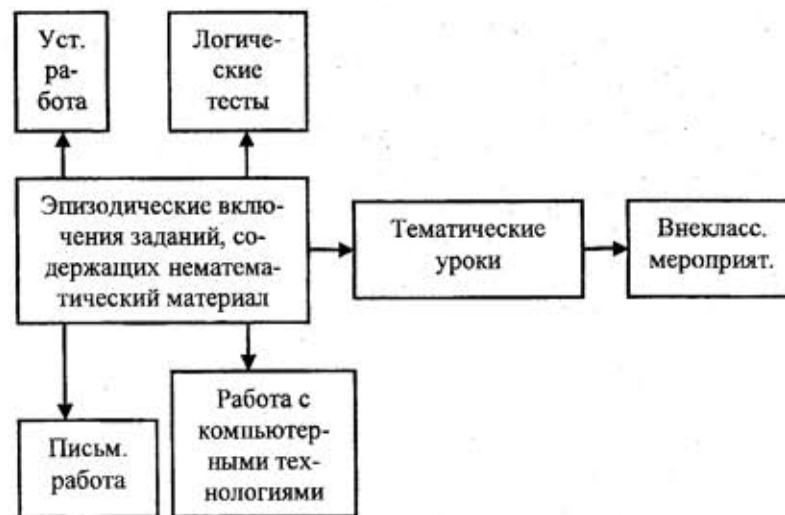 Уст.
ра-
бота
Логиче-
ские
тесты
Эпизодические вклю-
чения заданий, со-
держащих нематема-
тический материал
Тематические
уроки
Внекласс.
мероприят.
Письм.
работа
Работа с
компьютер-
ными тех-
нологиями